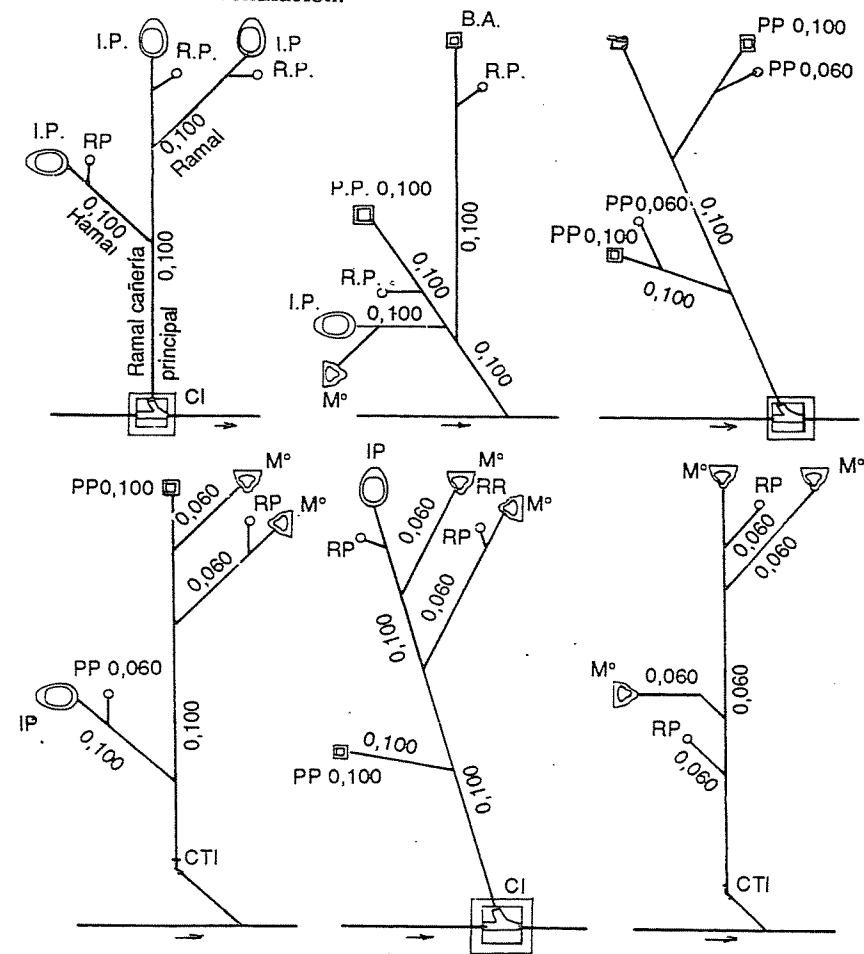 I.P.
R.P.
I.P
R.P.
I.P.
RP
0,100
Ramal
0,100
Ramal
Ramal cañería
principal
0,100
CI
B.A.
R.P.
P.P. 0,100
0,100
0,100
R.P.
I.P.
0,100
M°
0,100
PP 0,100
PP 0,060
PP 0,060
PP 0,100
0,100
0,100
PP 0,100
M°
0,060
RP
M°
0,060
PP 0,060
IP
0,100
0,100
CTI
IP
M°
RR
M°
RP
0,060
RP
0,060
0,100
0,100
PP 0,100
0,100
CI
M°
M°
RP
0,060
0,060
M°
0,060
0,060
RP
0,060
CTI